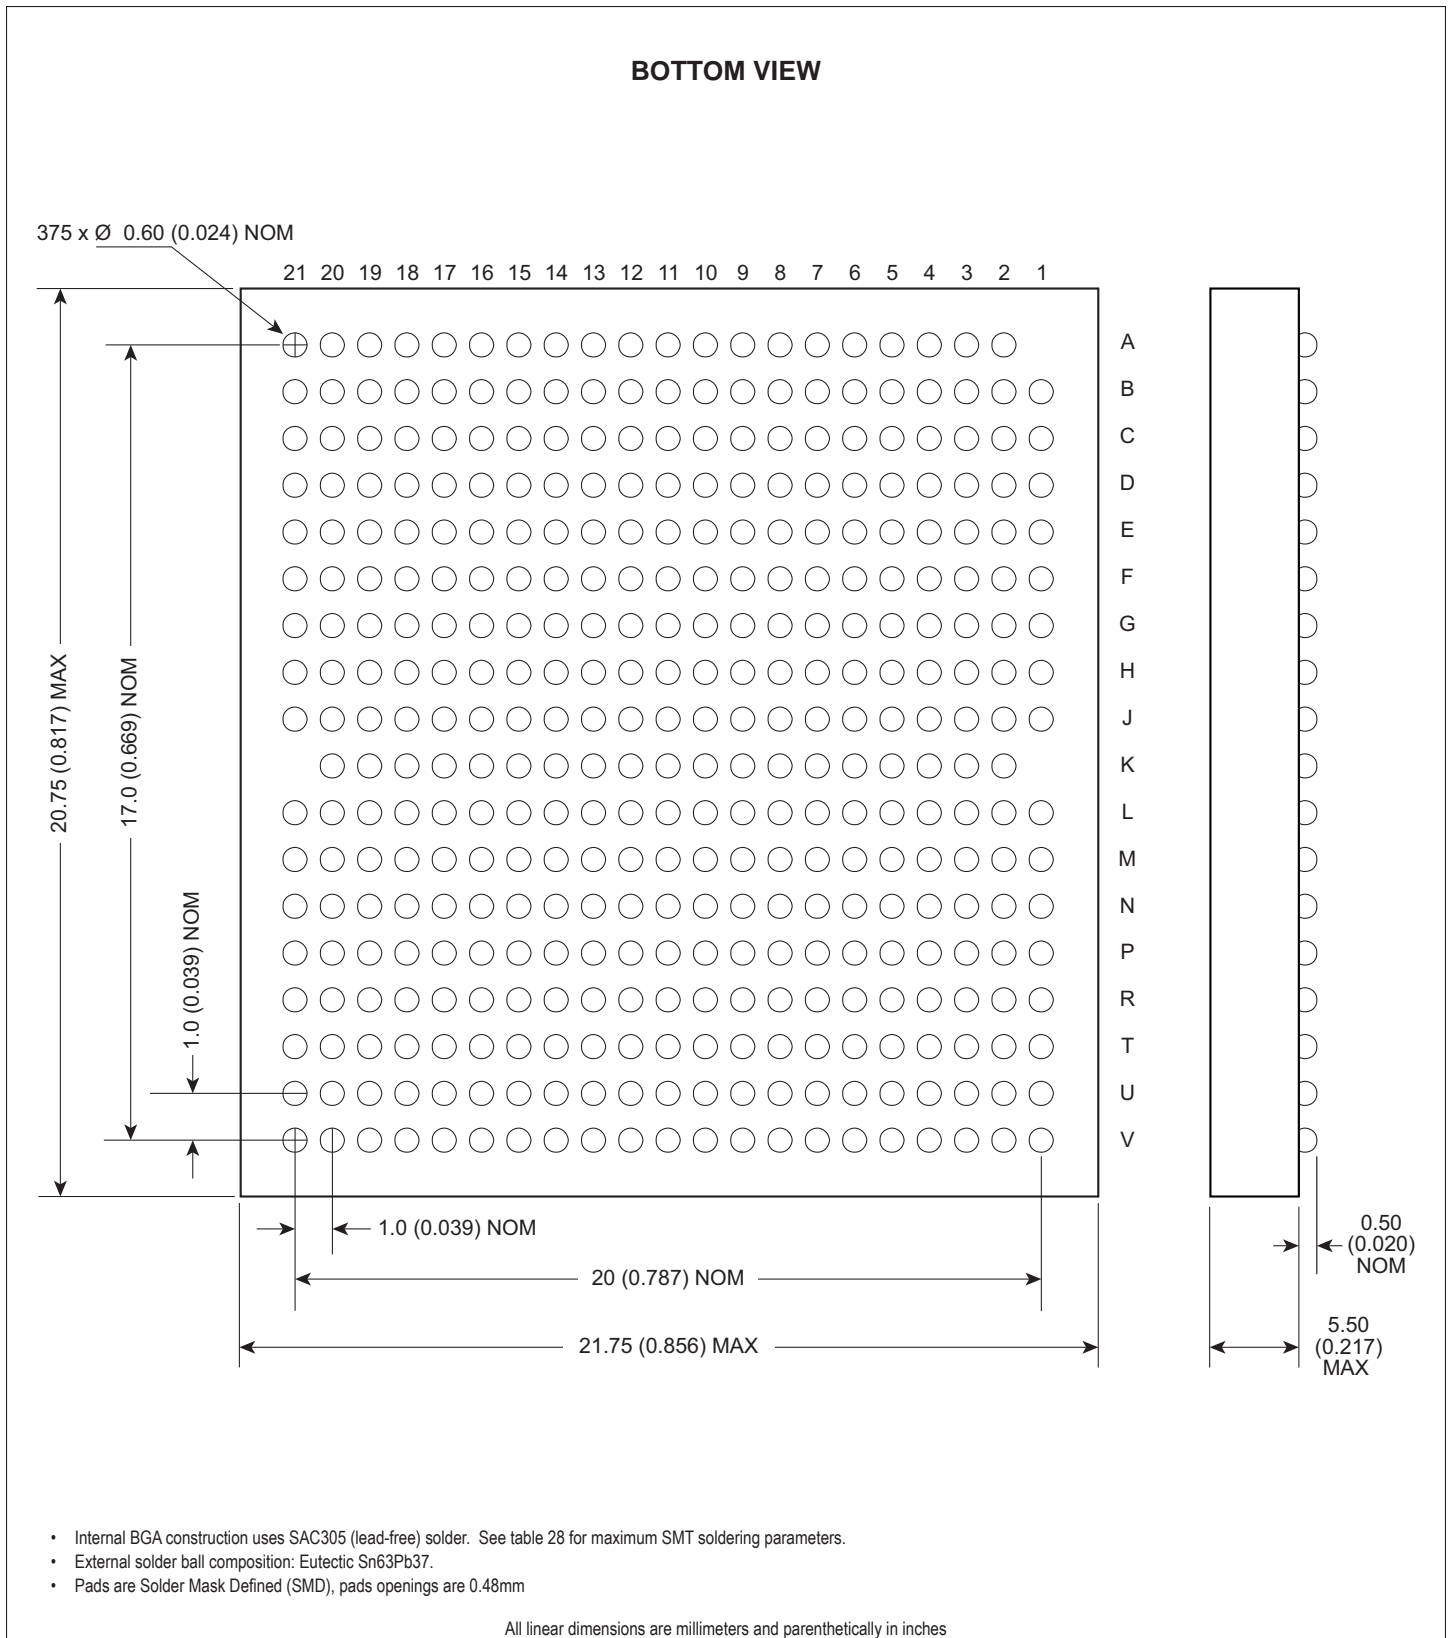 BOTTOM VIEW
375 x Ø 0.60 (0.024) NOM
21 20 19 18 17 16 15 14 13 12 11 10 9 8 7 6 5 4 3 2 1
A
B
C
D
E
F
G
H
J
K
L
M
N
P
R
T
U
V
20.75 (0.817) MAX
17.0 (0.669) NOM
1.0 (0.039) NOM
1.0 (0.039) NOM
20 (0.787) NOM
21.75 (0.856) MAX
0.50
(0.020)
NOM
5.50
(0.217)
MAX
• Internal BGA construction uses SAC305 (lead-free) solder. See table 28 for maximum SMT soldering parameters.
• External solder ball composition: Eutectic Sn63Pb37.
• Pads are Solder Mask Defined (SMD), pads openings are 0.48mm
All linear dimensions are millimeters and parenthetically in inches